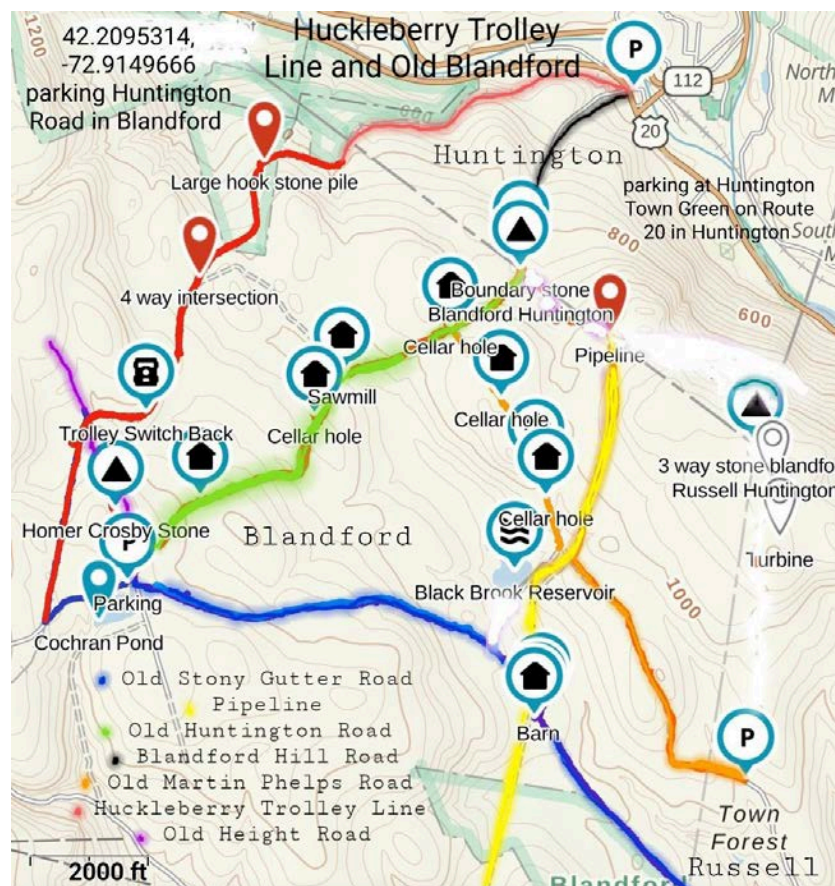 42.2095314,
-72.9149666
parking Huntington
Road in Blandford
Huckleberry Trolley
Line and Old Blandford
1200
P
112
20
600
Huntington
Large hook stone pile
parking at Huntington
Town Green on Route
20 in Huntington
800
4 way intersection
Boundary stone
Blandford Huntington
600
Cellar hole
Pipeline
Sawmill
Trolley Switch Back
Cellar hole
Cellar hole
3 way stone blandfo
Russell Huntington
Homer Crosby Stone
Blandford
Cellar hole
P
Turbine
Black Brook Reservoir
1000
Parking
Cochran Pond
Old Stony Gutter Road
Pipeline
Old Huntington Road
Barn
P
Blandford Hill Road
Old Martin Phelps Road
Huckleberry Trolley Line
Old Height Road
Town
Forest
2000 ft
Russell
Blandford